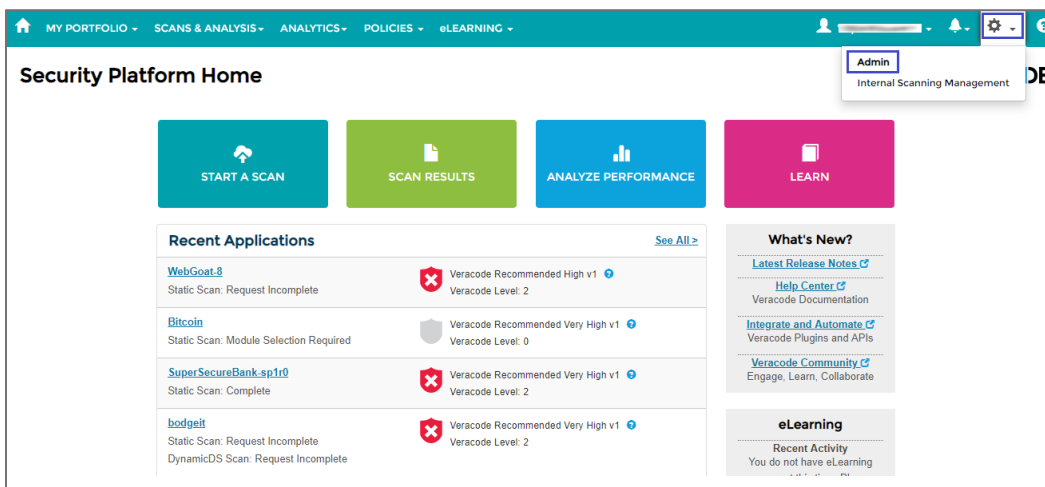 MY PORTFOLIO SCANS & ANALYSIS ANALYTICS POLICIES eLEARNING
Admin
Internal Scanning Management
Security Platform Home
START A SCAN
SCAN RESULTS
ANALYZE PERFORMANCE
LEARN
Recent Applications See All >
WebGoat-8
Static Scan: Request Incomplete
Veracode Recommended High v1
Veracode Level: 2
Bitcoin
Static Scan: Module Selection Required
Veracode Recommended Very High v1
Veracode Level: 0
SuperSecureBank-sp1r0
Static Scan: Complete
Veracode Recommended Very High v1
Veracode Level: 2
bodgeit
Static Scan: Request Incomplete
DynamicDS Scan: Request Incomplete
Veracode Recommended Very High v1
Veracode Level: 2
What's New?
Latest Release Notes
Help Center
Veracode Documentation
Integrate and Automate
Veracode Plugins and APIs
Veracode Community
Engage, Learn, Collaborate
eLearning
Recent Activity
You do not have eLearning